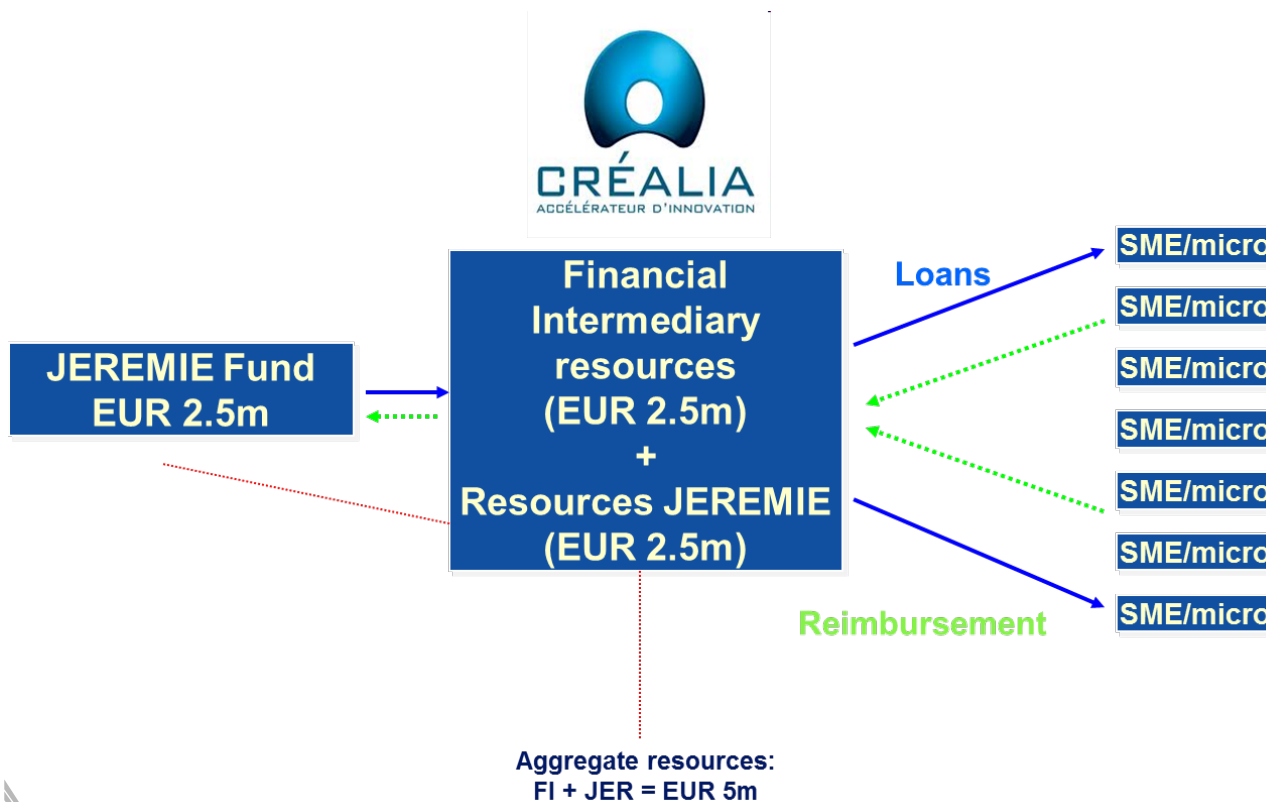 CRÉALIA
ACCÉLÉRATEUR D'INNOVATION
JEREMIE Fund
EUR 2.5m
Financial
Intermediary
resources
(EUR 2.5m)
+
Resources JEREMIE
(EUR 2.5m)
Loans
Reimbursement
SME/micro
SME/micro
SME/micro
SME/micro
SME/micro
SME/micro
SME/micro
Aggregate resources:
FI + JER = EUR 5m